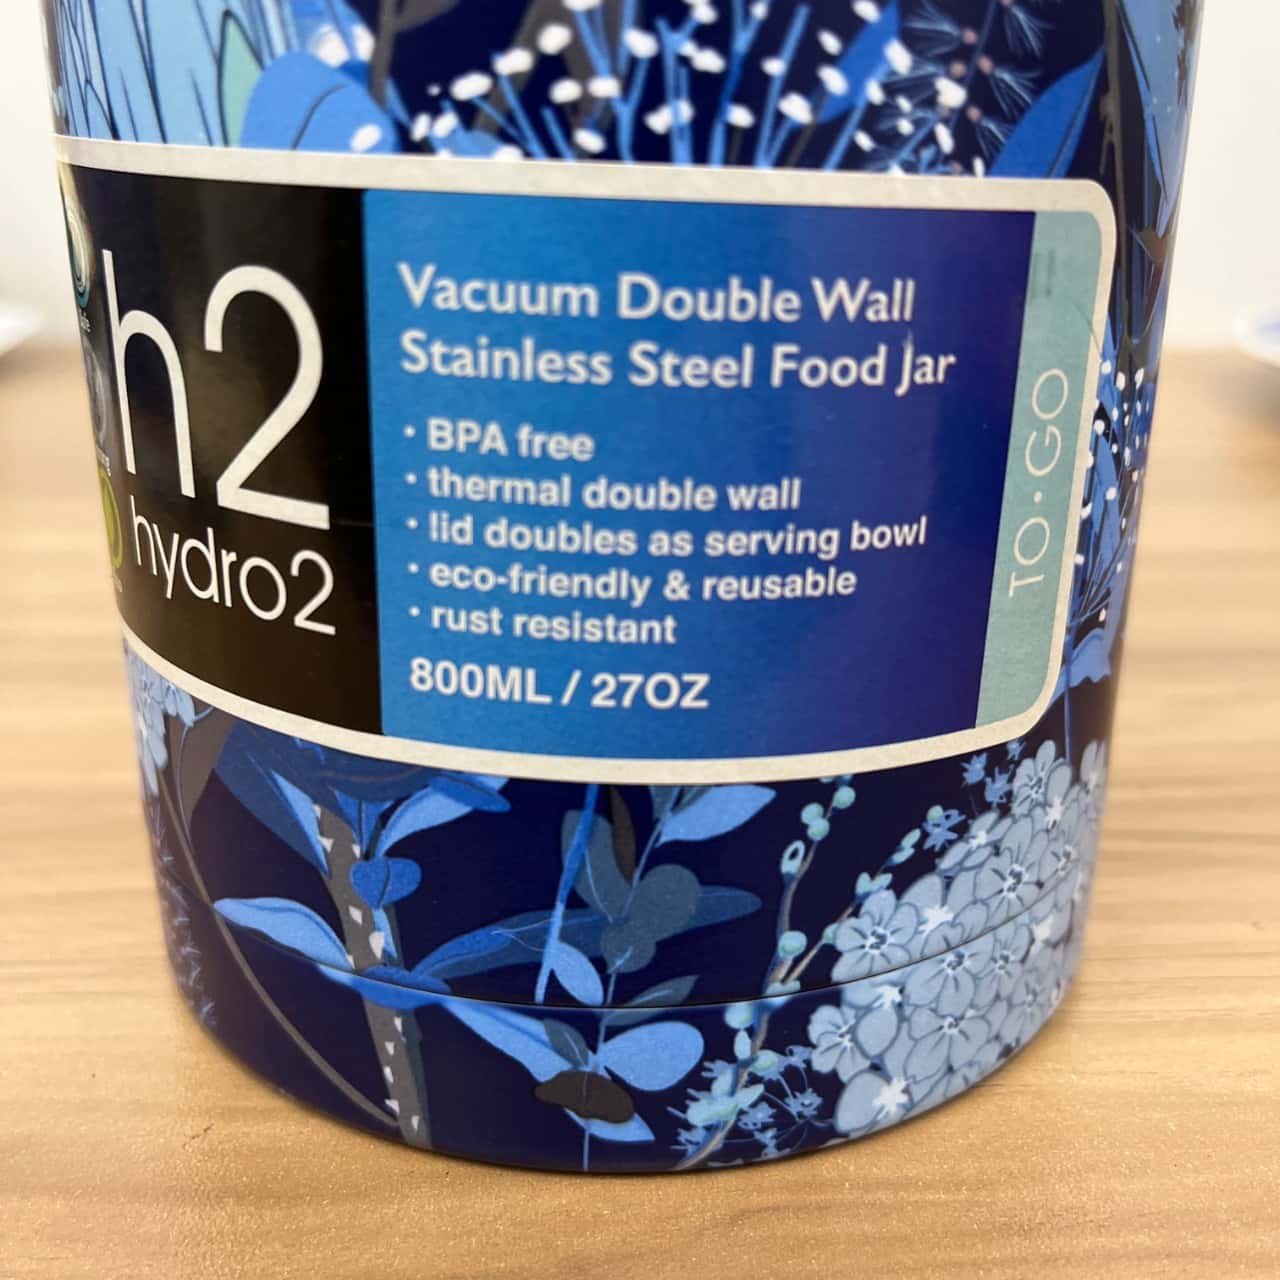 h2
hydro2
Vacuum Double Wall
Stainless Steel Food Jar
• BPA free
• thermal double wall
• lid doubles as serving bowl
• eco-friendly & reusable
• rust resistant
800ML / 27OZ
TO•GO